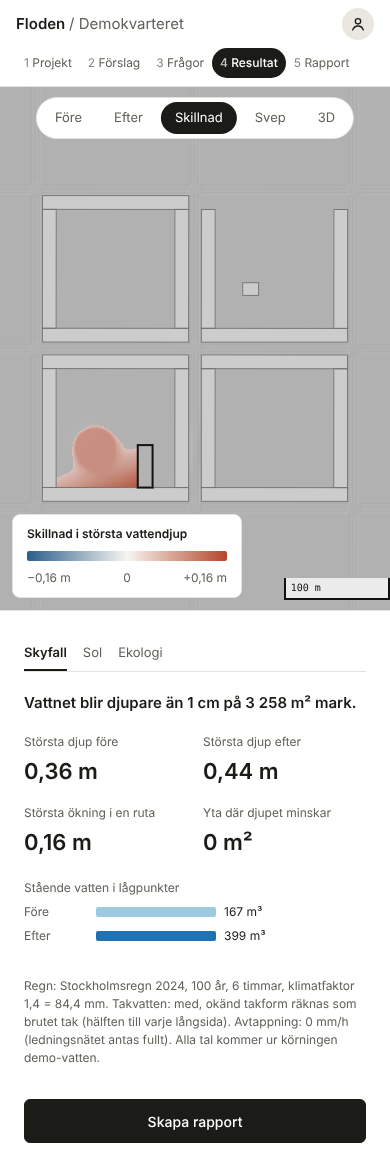 Floden / Demokvarteret
1 Projekt 2 Förslag 3 Frågor 4 Resultat 5 Rapport
Före Efter Skillnad Svep 3D
Skillnad i största vattendjup
−0,16 m 0 +0,16 m
100 m
Skyfall Sol Ekologi
Vattnet blir djupare än 1 cm på 3 258 m² mark.
Största djup före Största djup efter
0,36 m 0,44 m
Största ökning i en ruta Yta där djupet minskar
0,16 m 0 m²
Stående vatten i lågpunkter
Före 167 m³
Efter 399 m³
Regn: Stockholmsregn 2024, 100 år, 6 timmar, klimatfaktor
1,4 = 84,4 mm. Takvatten: med, okänd takform räknas som
brutet tak (hälften till varje långsida). Avtappning: 0 mm/h
(ledningsnätet antas fullt). Alla tal kommer ur körningen
demo-vatten.
Skapa rapport